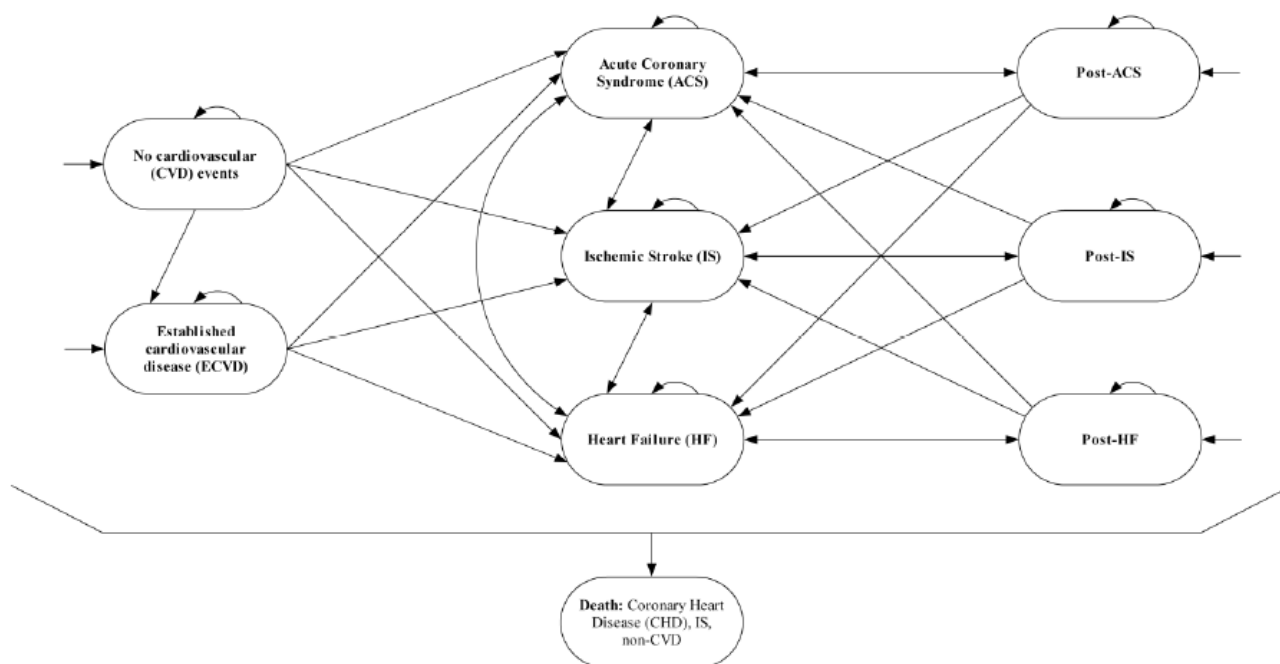 Acute Coronary
Syndrome (ACS)
Post-ACS
No cardiovascular
(CVD) events
Ischemic Stroke (IS)
Post-IS
Established
cardiovascular
disease (ECVD)
Heart Failure (HF)
Post-HF
Death: Coronary Heart
Disease (CHD), IS,
non-CVD